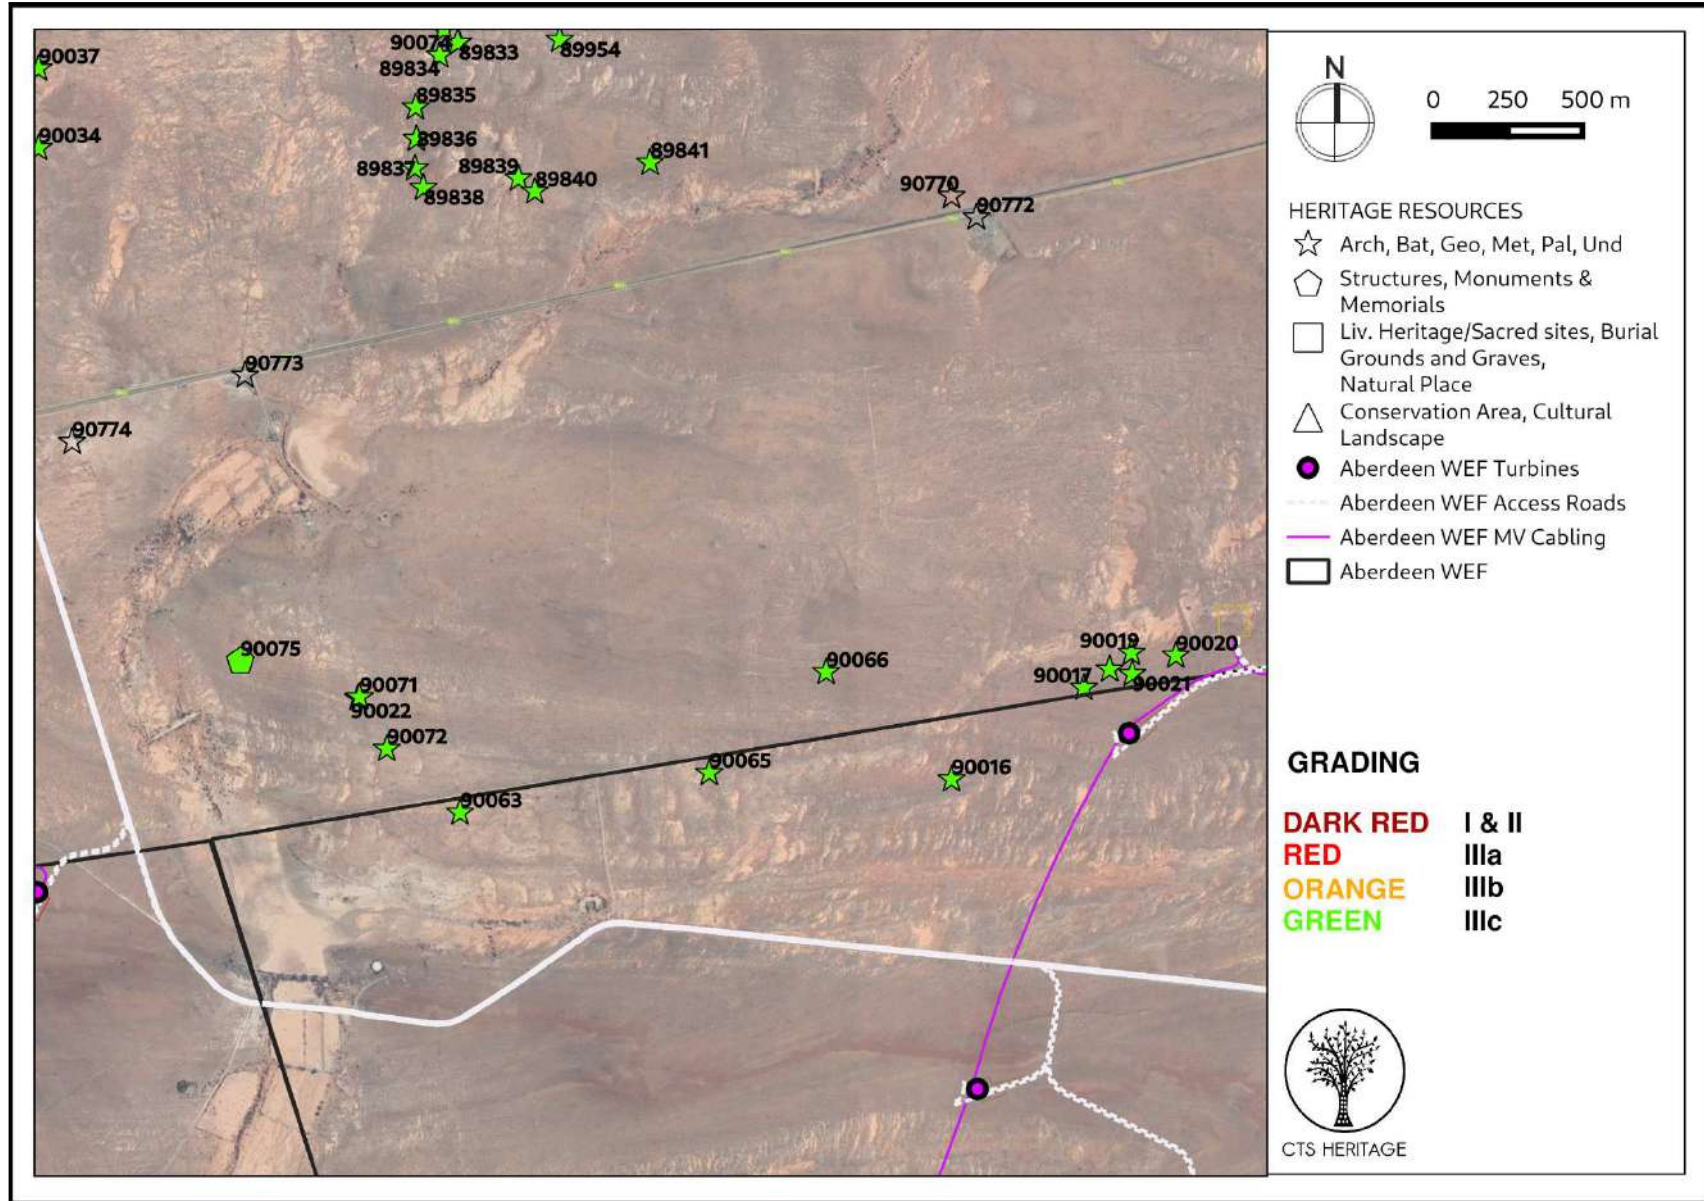 90037
90074
89833
89954
89834
89835
90034
89836
89841
89837
89839
89840
89838
90770
90772
90773
90774
90075
90071
90022
90072
90066
90019
90020
90017
90021
90065
90016
90063
N
0 250 500 m
HERITAGE RESOURCES
Arch, Bat, Geo, Met, Pal, Und
Structures, Monuments &
Memorials
Liv. Heritage/Sacred sites, Burial
Grounds and Graves,
Natural Place
Conservation Area, Cultural
Landscape
Aberdeen WEF Turbines
Aberdeen WEF Access Roads
Aberdeen WEF MV Cabling
Aberdeen WEF
GRADING
DARK RED I & II
RED IIIa
ORANGE IIIb
GREEN IIIc
CTS HERITAGE